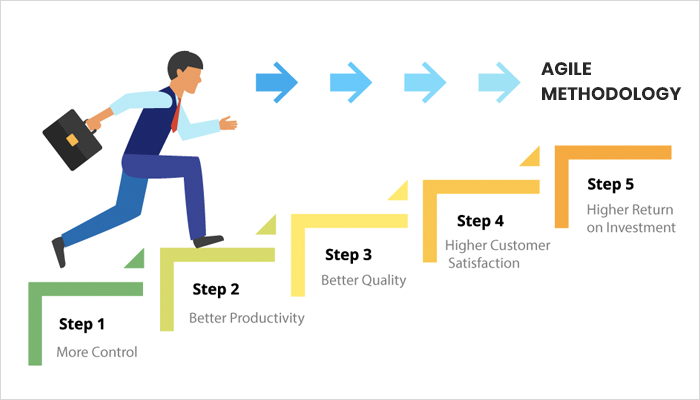 AGILE
METHODOLOGY
Step 1
More Control
Step 2
Better Productivity
Step 3
Better Quality
Step 4
Higher Customer
Satisfaction
Step 5
Higher Return
on Investment